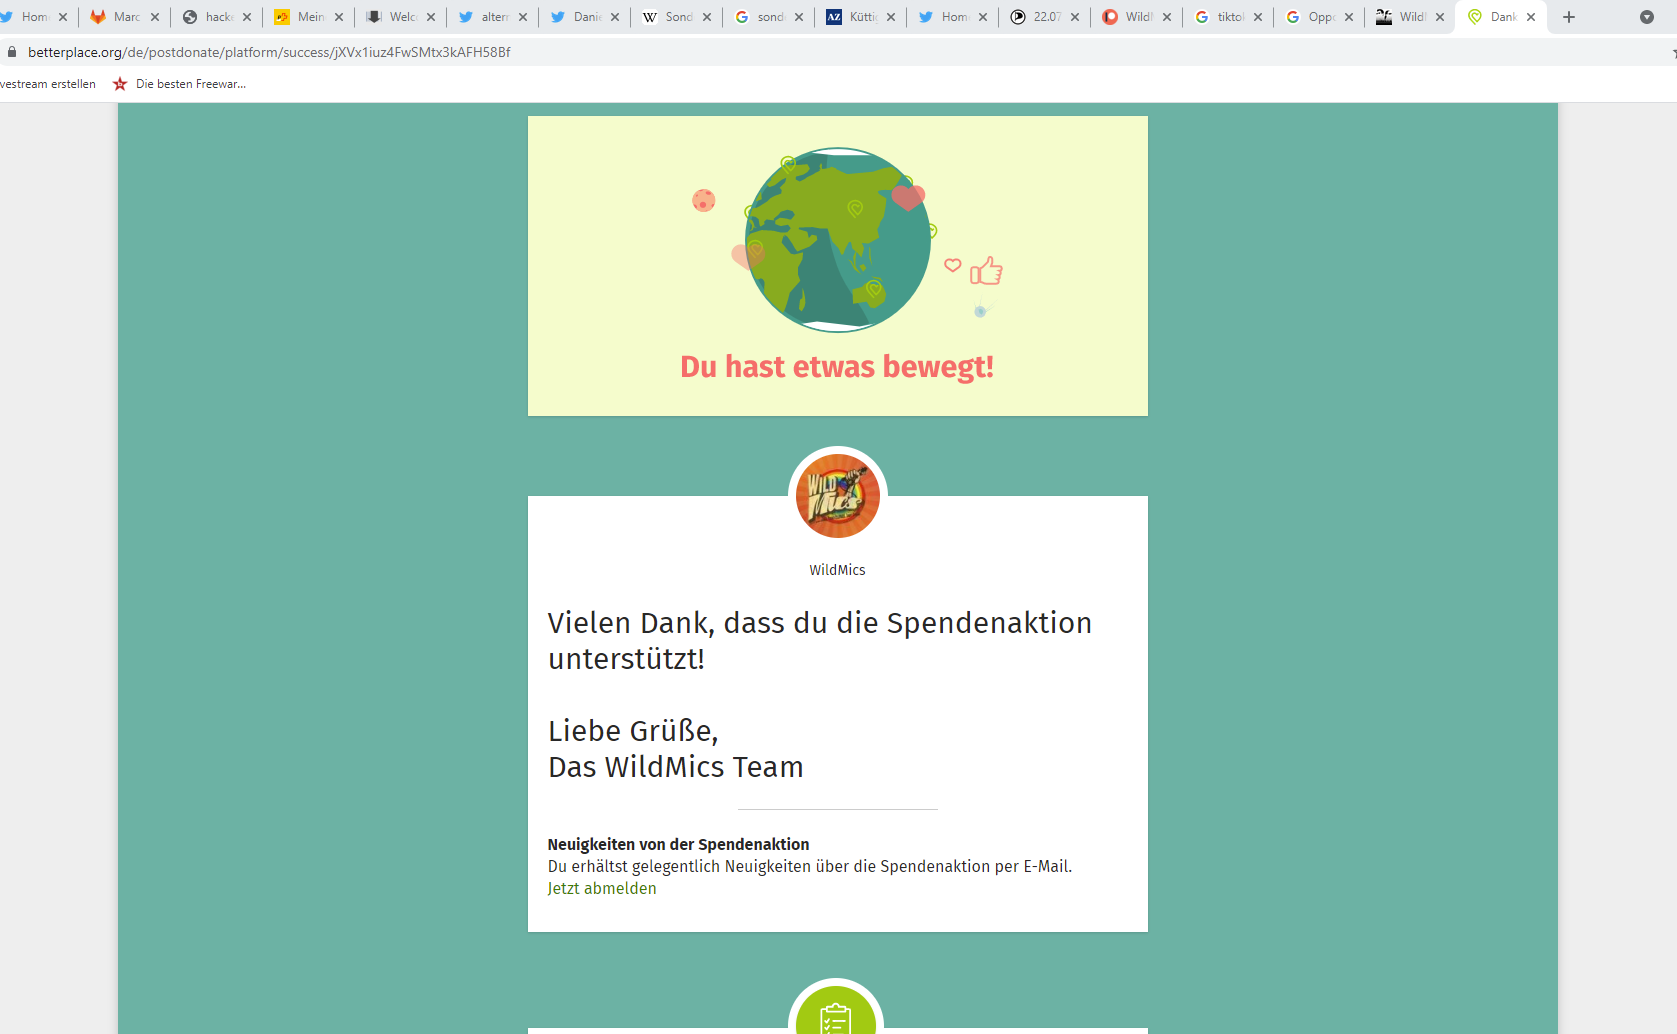 Hom
Marc
hacke
Mein
Welc
altern
Danie
Sond
sond
Kütti
Hom
22.07
Wild
tiktok
Oppo
Wild
Dank
betterplace.org/de/postdonate/platform/success/jXVx1iuz4FwSMtx3kAFH58Bf
vestream erstellen
Die besten Freewar...
Du hast etwas bewegt!
WILD
Mics
WildMics
Vielen Dank, dass du die Spendenaktion
unterstützt!
Liebe Grüße,
Das WildMics Team
Neuigkeiten von der Spendenaktion
Du erhältst gelegentlich Neuigkeiten über die Spendenaktion per E-Mail.
Jetzt abmelden